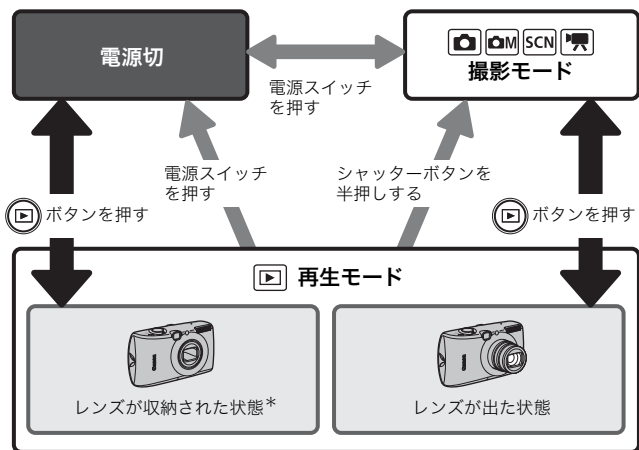 電源切
M SCN
撮影モード
電源スイッチ
を押す
電源スイッチ
を押す
シャッターボタンを
半押しする
ボタンを押す
ボタンを押す
再生モード
Canon
Canon
レンズが収納された状態*
レンズが出た状態